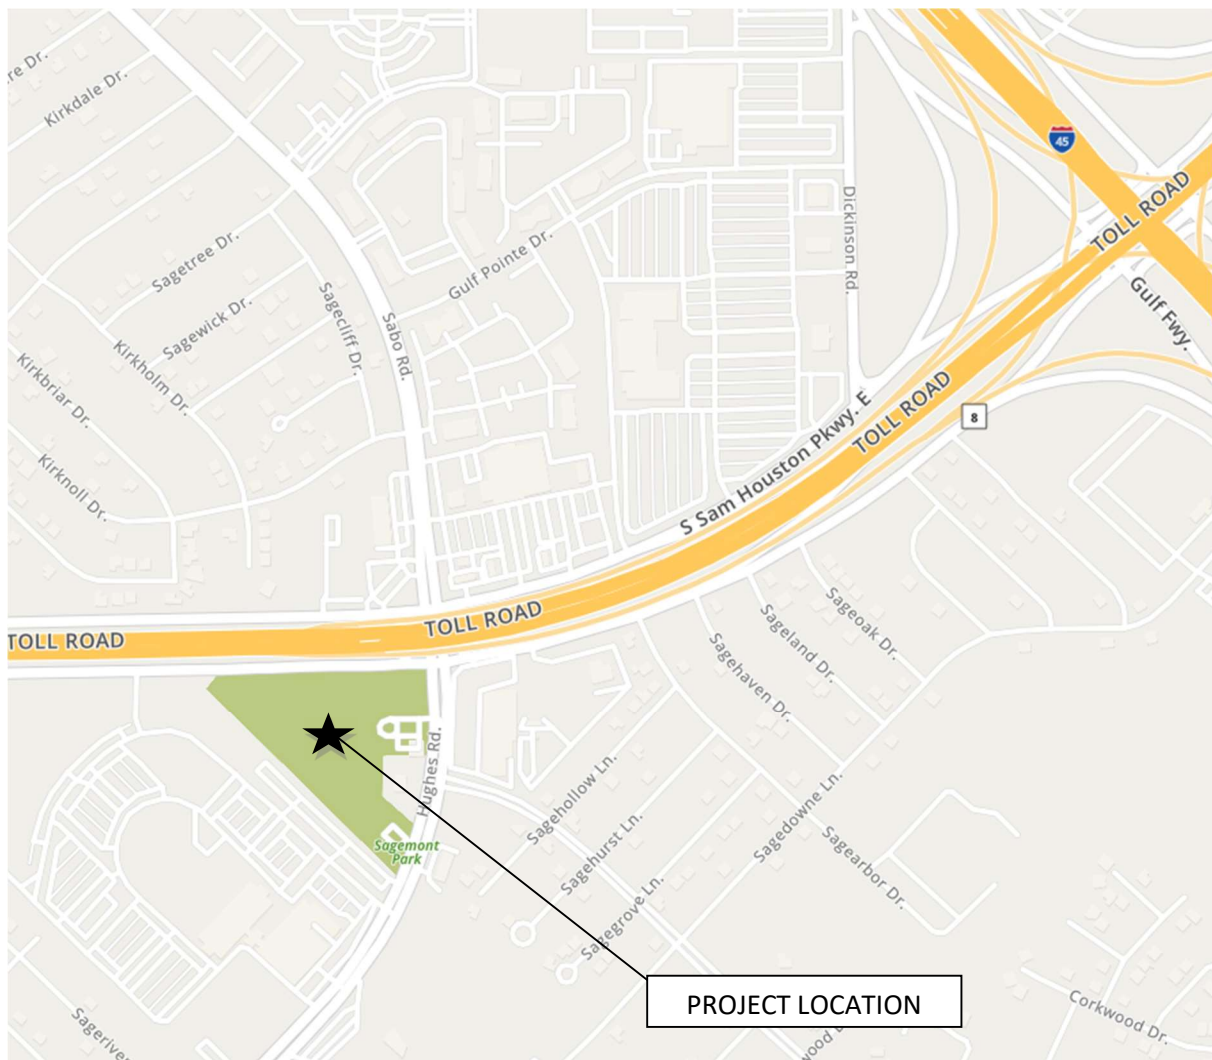 re Dr.
Kirkdale Dr.
45
TOLL ROAD
Dickinson Rd.
Sagetree Dr.
Gulf Pointe Dr.
Gulf Fwy.
Sagewick Dr.
Sagecliff Dr.
Sabo Rd.
Kirkholm Dr.
Kirkbriar Dr.
TOLL ROAD
8
S Sam Houston Pkwy. E
Kirknoll Dr.
TOLL ROAD
TOLL ROAD
Sageoak Dr.
Sageland Dr.
Sagehaven Dr.
Hughes Rd.
Sagehollow Ln.
Sagehurst Ln.
Sagedowne Ln.
Sagearbor Dr.
Sagemont
Park
Sagegrove Ln.
PROJECT LOCATION
Corkwood Dr.
Sageriver